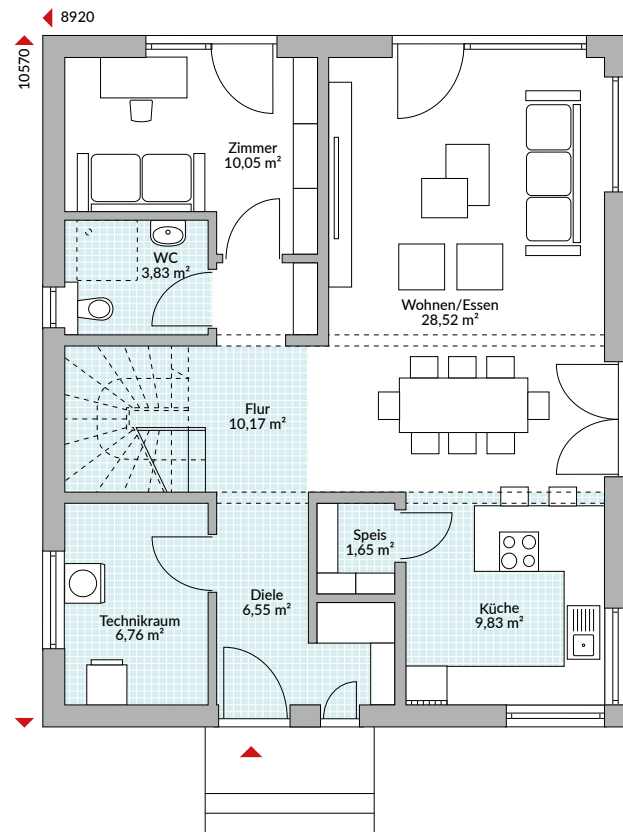 8920
10570
Zimmer
10,05 m²
WC
3,83 m²
Wohnen/Essen
28,52 m²
Flur
10,17 m²
Speis
1,65 m²
Diele
6,55 m²
Küche
9,83 m²
Technikraum
6,76 m²